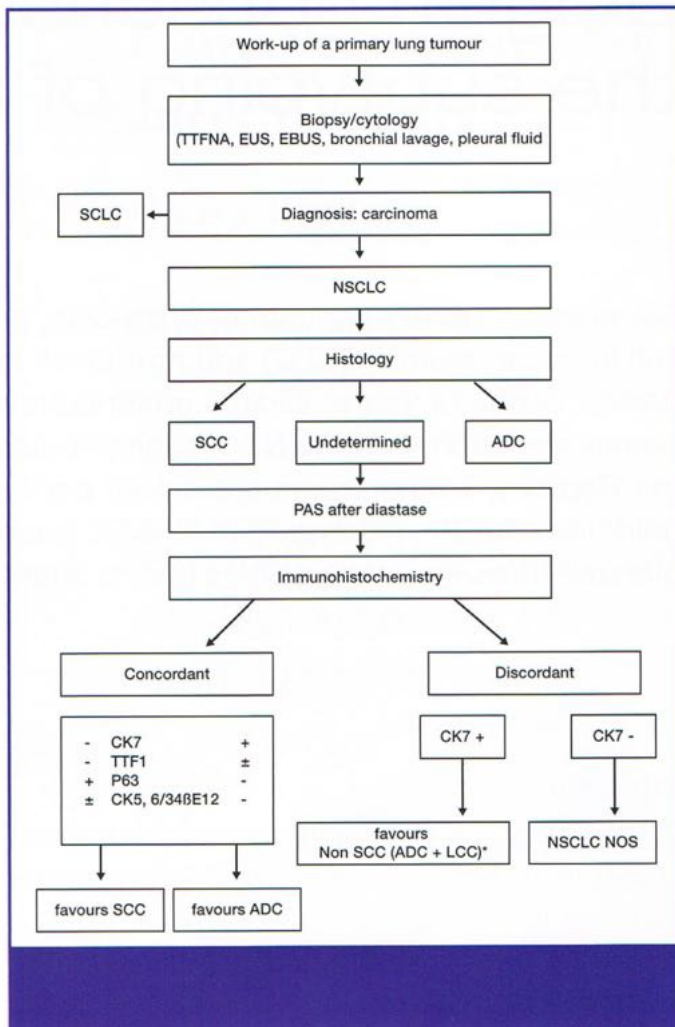 Work-up of a primary lung tumour
Biopsy/cytology
(TTFNA, EUS, EBUS, bronchial lavage, pleural fluid
SCLC
Diagnosis: carcinoma
NSCLC
Histology
SCC
Undetermined
ADC
PAS after diastase
Immunohistochemistry
Concordant
Discordant
- CK7 +
- TTF1 ±
+ P63 -
± CK5, 6/34ßE12 -
CK7 +
CK7 -
favours
Non SCC (ADC + LCC)*
NSCLC NOS
favours SCC
favours ADC